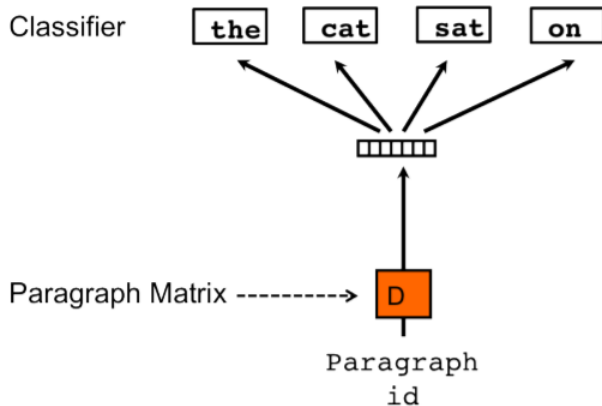 Classifier the cat sat on
Paragraph Matrix D
Paragraph
id